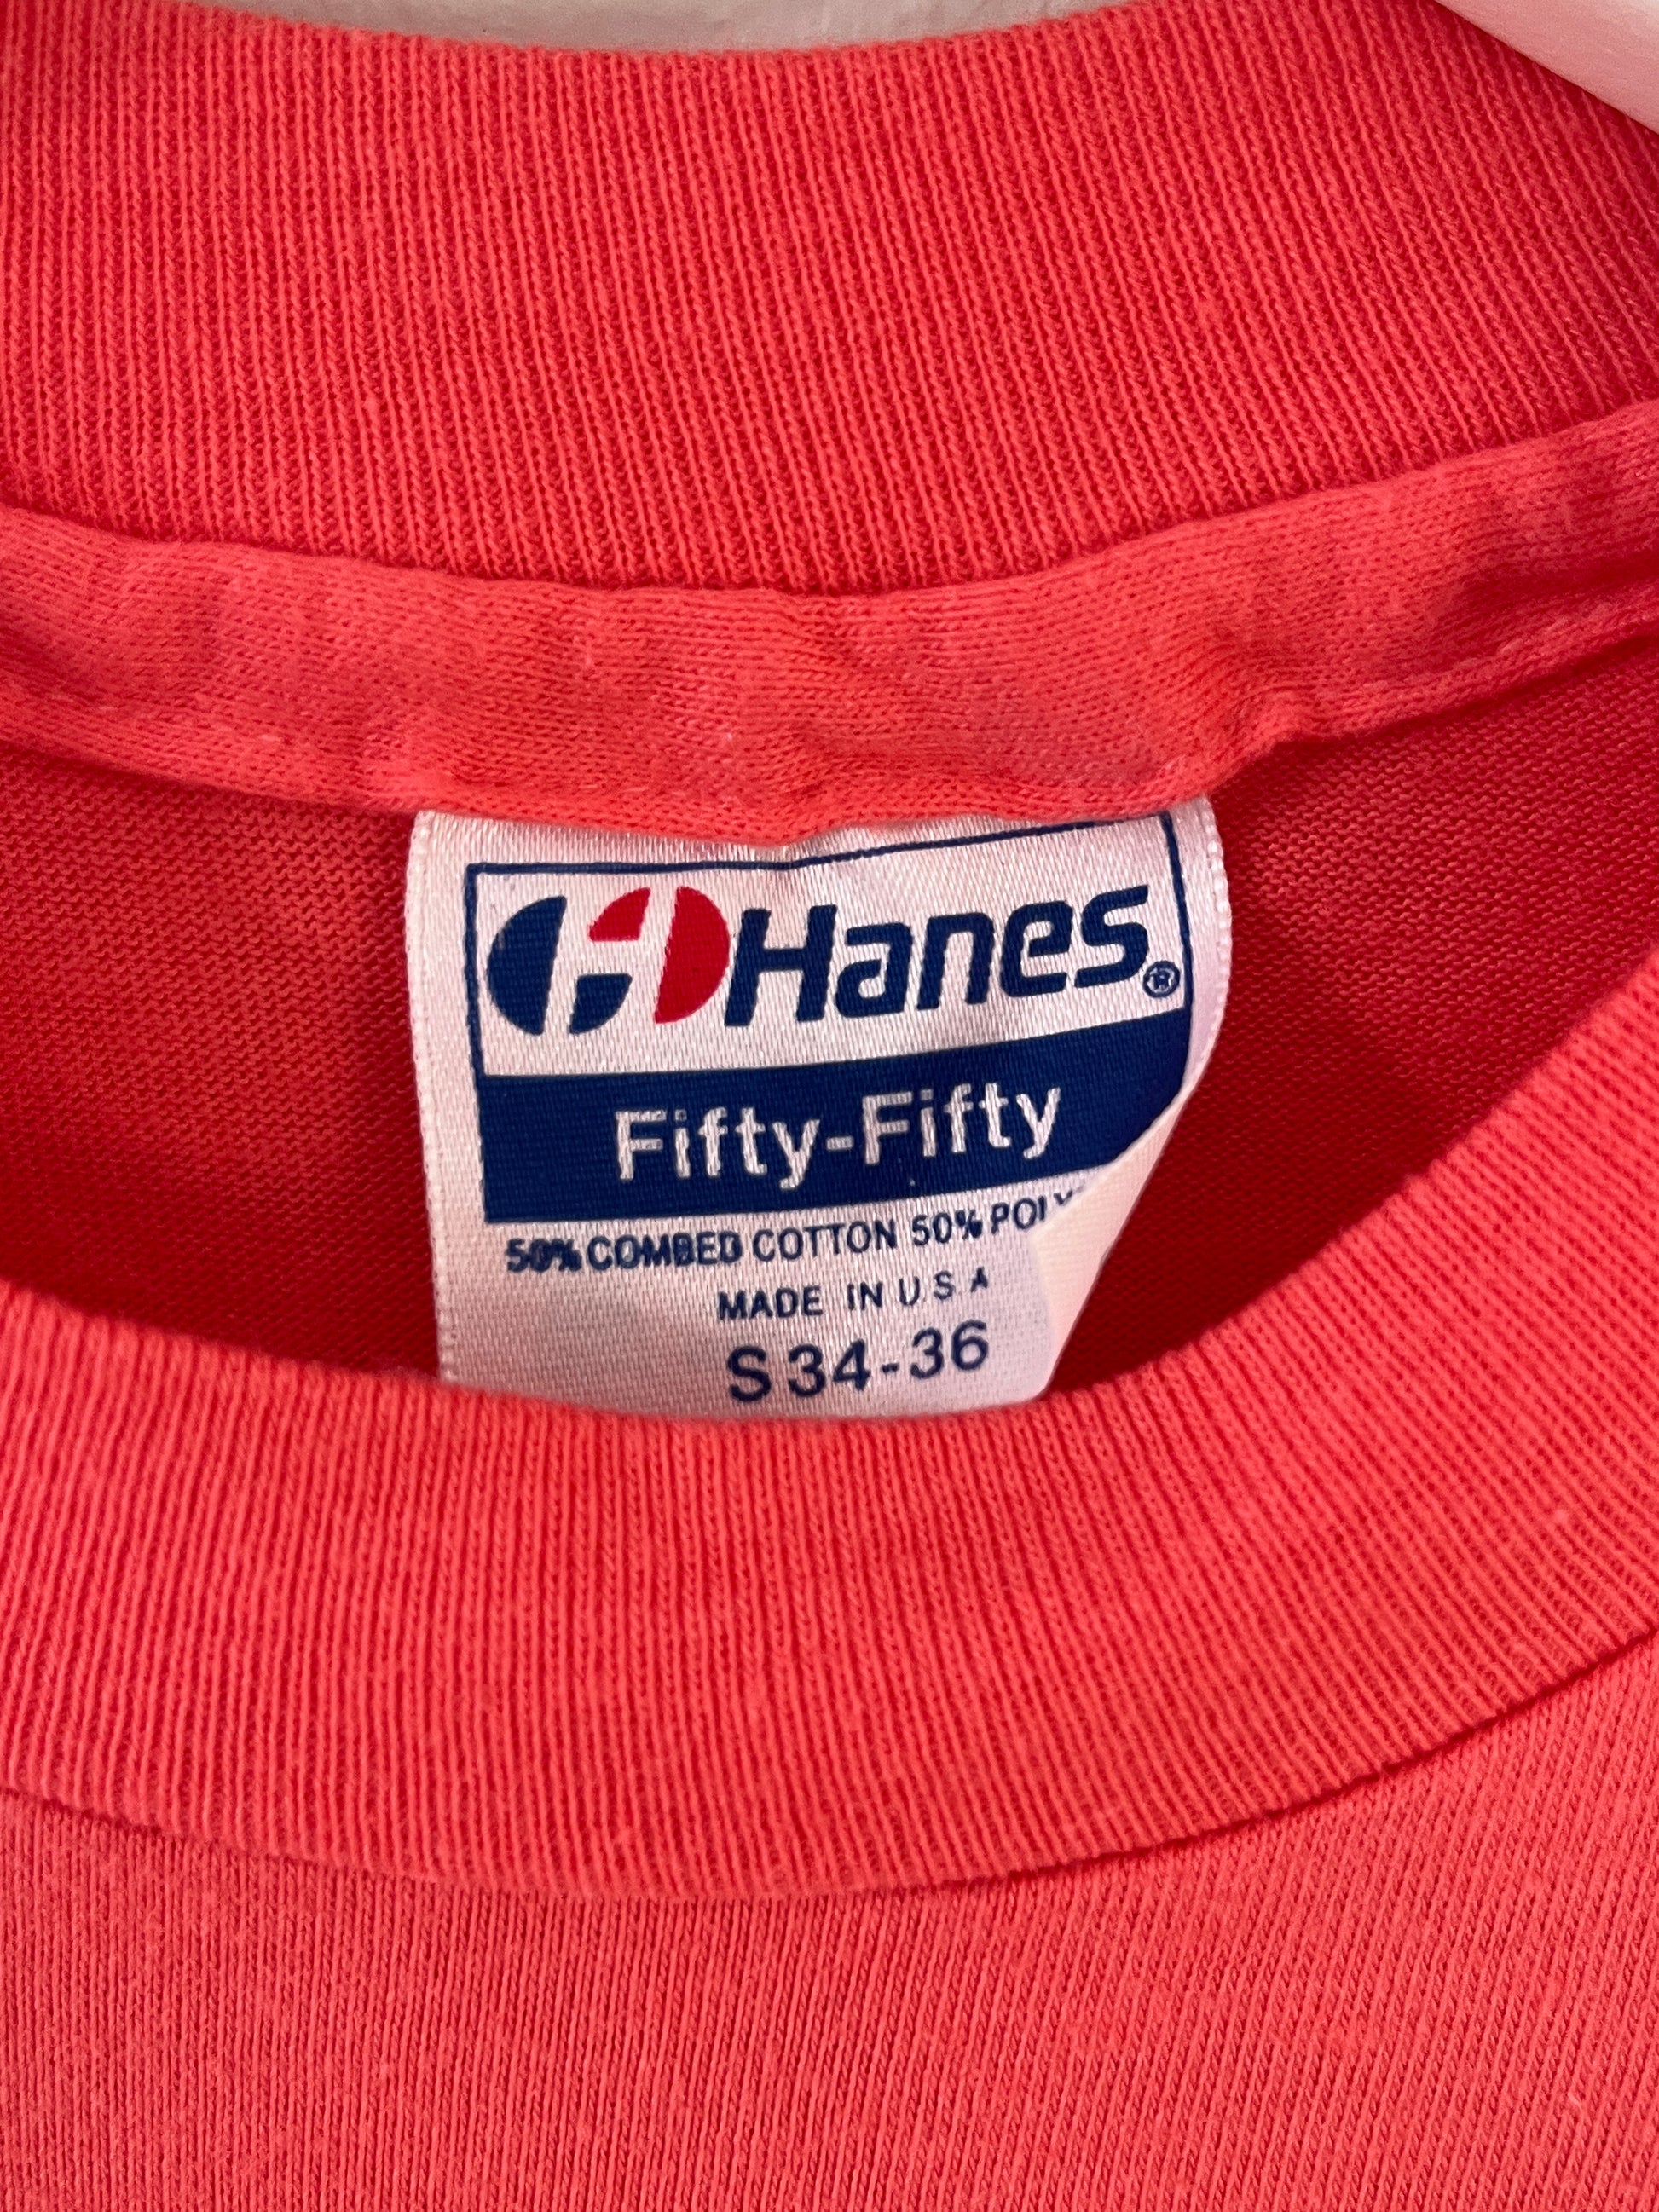 Hanes®
Fifty-Fifty
50% COMBED COTTON 50% POLY
MADE IN U S A
S 34-36